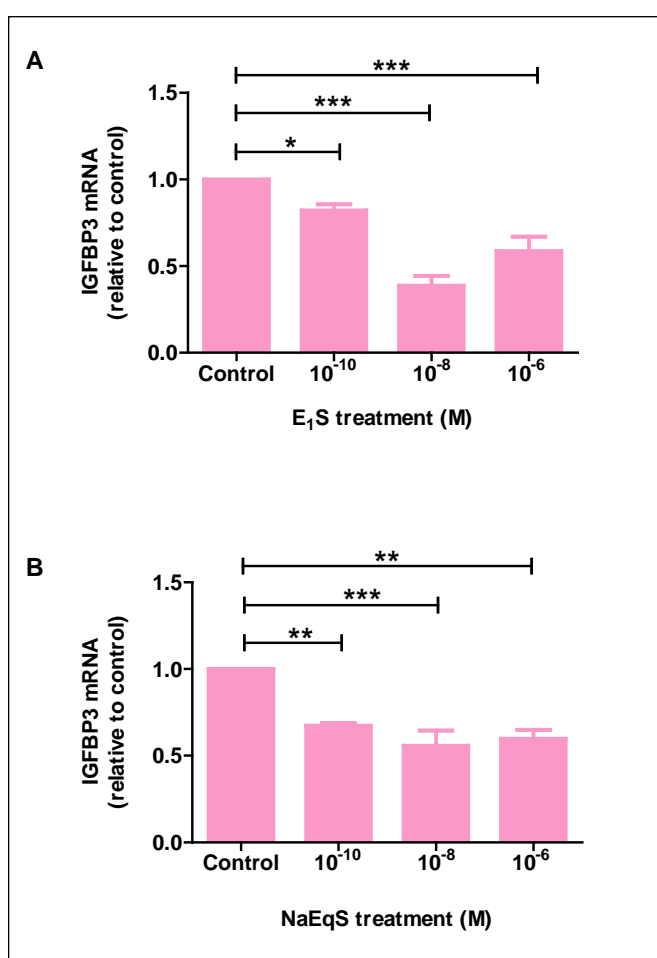 A
***
***
*
1.5
1.0
0.5
0.0
IGFBP3 mRNA
(relative to control)
Control 10⁻¹⁰ 10⁻⁸ 10⁻⁶
E₁S treatment (M)
B
**
***
**
1.5
1.0
0.5
0.0
IGFBP3 mRNA
(relative to control)
Control 10⁻¹⁰ 10⁻⁸ 10⁻⁶
NaEqS treatment (M)